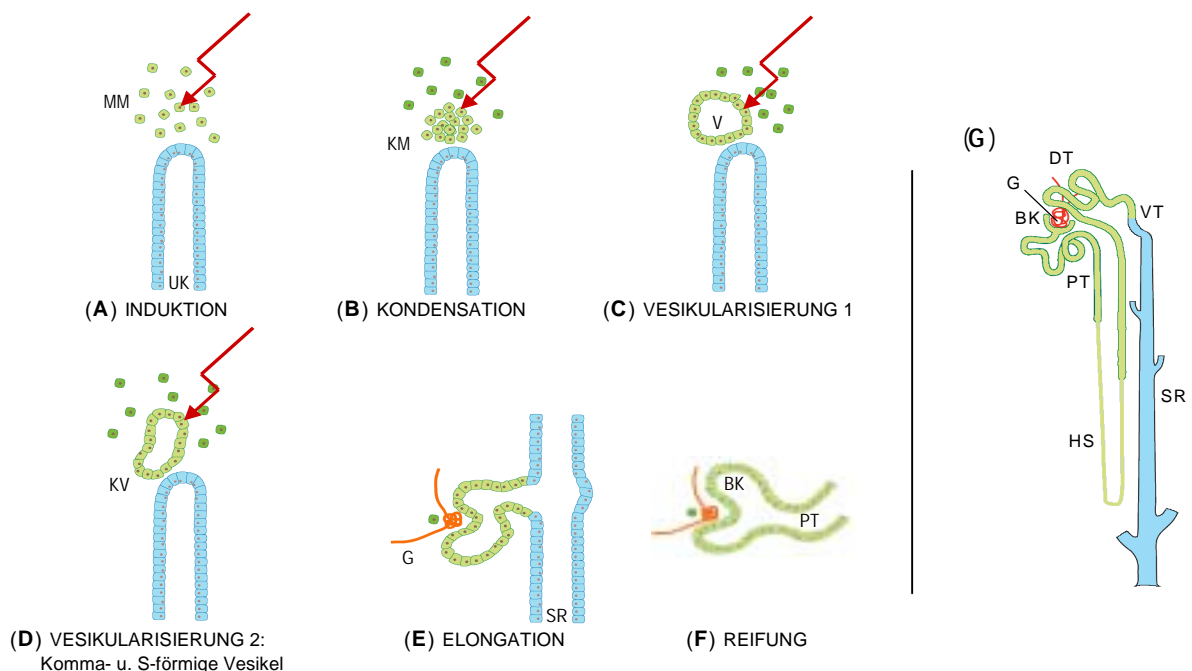 MM
UK
(A) INDUKTION
KM
(B) KONDENSATION
V
(C) VESIKULARISIERUNG 1
KV
(D) VESIKULARISIERUNG 2:
Komma- u. S-förmige Vesikel
G
SR
(E) ELONGATION
BK
PT
(F) REIFUNG
(G)
DT
G
BK
VT
PT
SR
HS